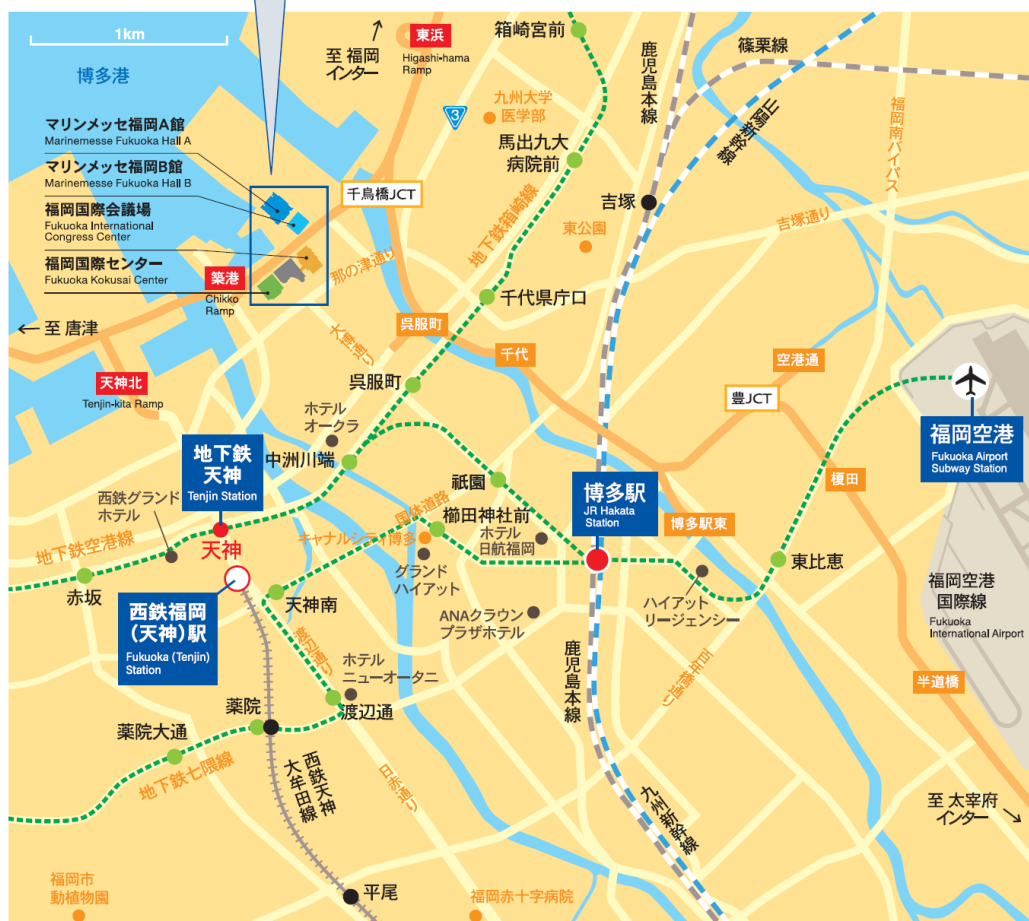 1km
博多港
至 福岡
インター
東浜
Higashi-hama
Ramp
箱崎宮前
鹿児島本線
篠栗線
山陽新幹線
福岡南バイパス
3
九州大学
医学部
マリンメッセ福岡A館
Marinemesse Fukuoka Hall A
マリンメッセ福岡B館
Marinemesse Fukuoka Hall B
福岡国際会議場
Fukuoka International
Congress Center
福岡国際センター
Fukuoka Kokusai Center
千鳥橋JCT
馬出九大
病院前
地下鉄箱崎線
吉塚
東公園
吉塚通り
那の津通り
築港
Chikko
Ramp
千代県庁口
← 至 唐津
大博通り
呉服町
千代
空港通
天神北
Tenjin-kita Ramp
呉服町
豊JCT
福岡空港
Fukuoka Airport
Subway Station
ホテル
オークラ
中洲川端
地下鉄
天神
Tenjin Station
祇園
博多駅
JR Hakata
Station
榎田
西鉄グランド
ホテル
国体道路
櫛田神社前
博多駅東
地下鉄空港線
天神
キャナルシティ博多
ホテル
日航福岡
東比恵
赤坂
グランド
ハイアット
西鉄福岡
(天神)駅
Fukuoka (Tenjin)
Station
天神南
ANAクラウン
プラザホテル
ハイアット
リージェンシー
福岡空港
国際線
Fukuoka
International Airport
渡辺通り
ホテル
ニューオータニ
鹿児島本線
百年橋通り
半道橋
薬院
渡辺通
薬院大通
地下鉄七隈線
西鉄天神
大牟田線
日赤通り
九州新幹線
至 太宰府
インター
福岡市
動植物園
平尾
福岡赤十字病院